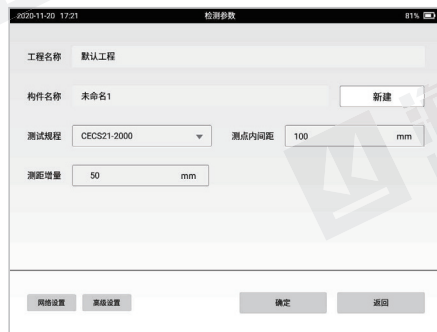 2020-11-20 17:21 检测参数 81%
工程名称 默认工程
构件名称 未命名1 新建
测试规程 CECS21-2000 测点内间距 100 mm
测距增量 50 mm
网络设置 高级设置 确定 返回